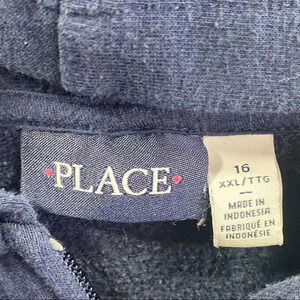 PLACE
16
XXL/TTG
MADE IN
INDONESIA
FABRIQUÉ EN
INDONÉSIE